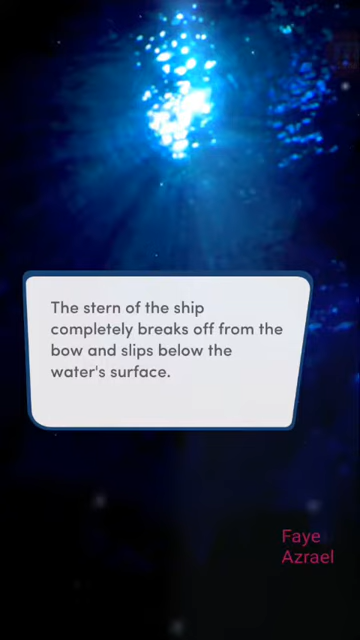 The stern of the ship
completely breaks off from the
bow and slips below the
water's surface.
Faye
Azrael